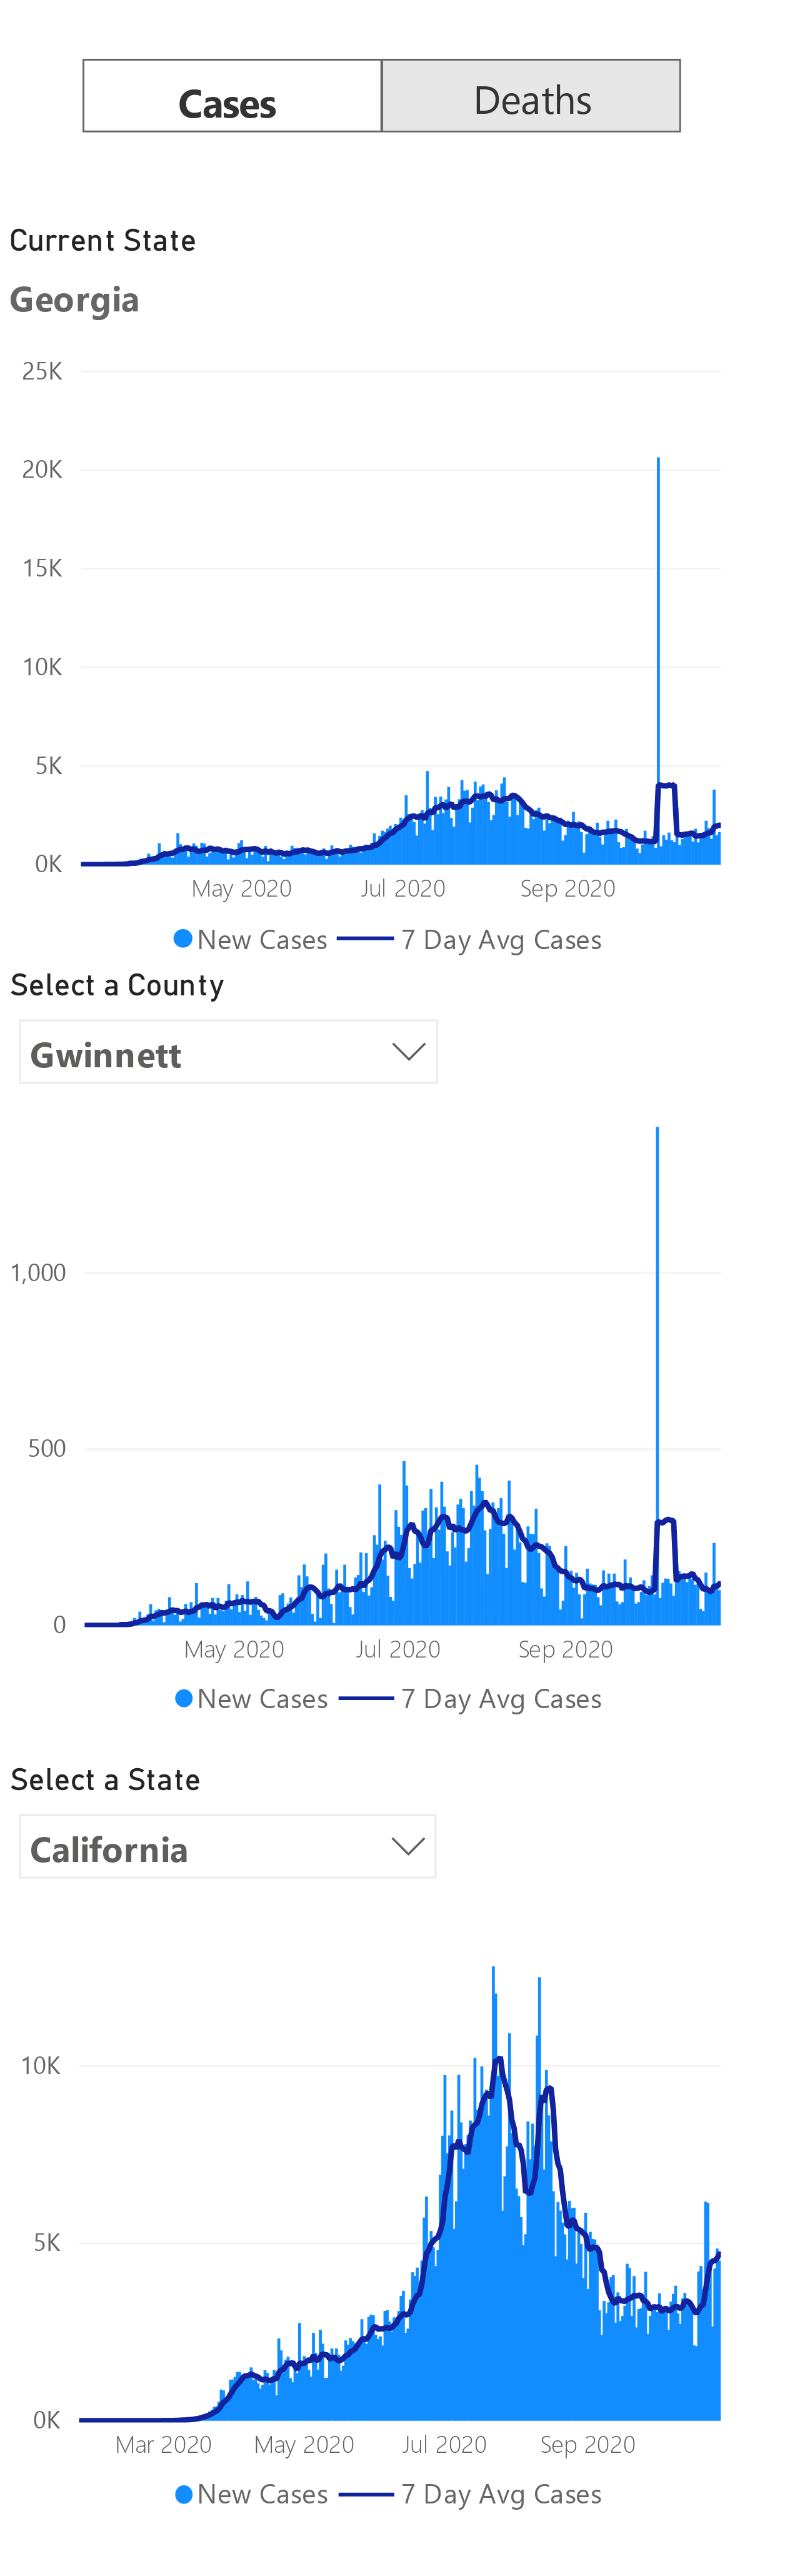 Cases Deaths
Current State
Georgia
25K
20K
15K
10K
5K
0K
May 2020 Jul 2020 Sep 2020
New Cases 7 Day Avg Cases
Select a County
Gwinnett
1,000
500
0
May 2020 Jul 2020 Sep 2020
New Cases 7 Day Avg Cases
Select a State
California
10K
5K
0K
Mar 2020 May 2020 Jul 2020 Sep 2020
New Cases 7 Day Avg Cases